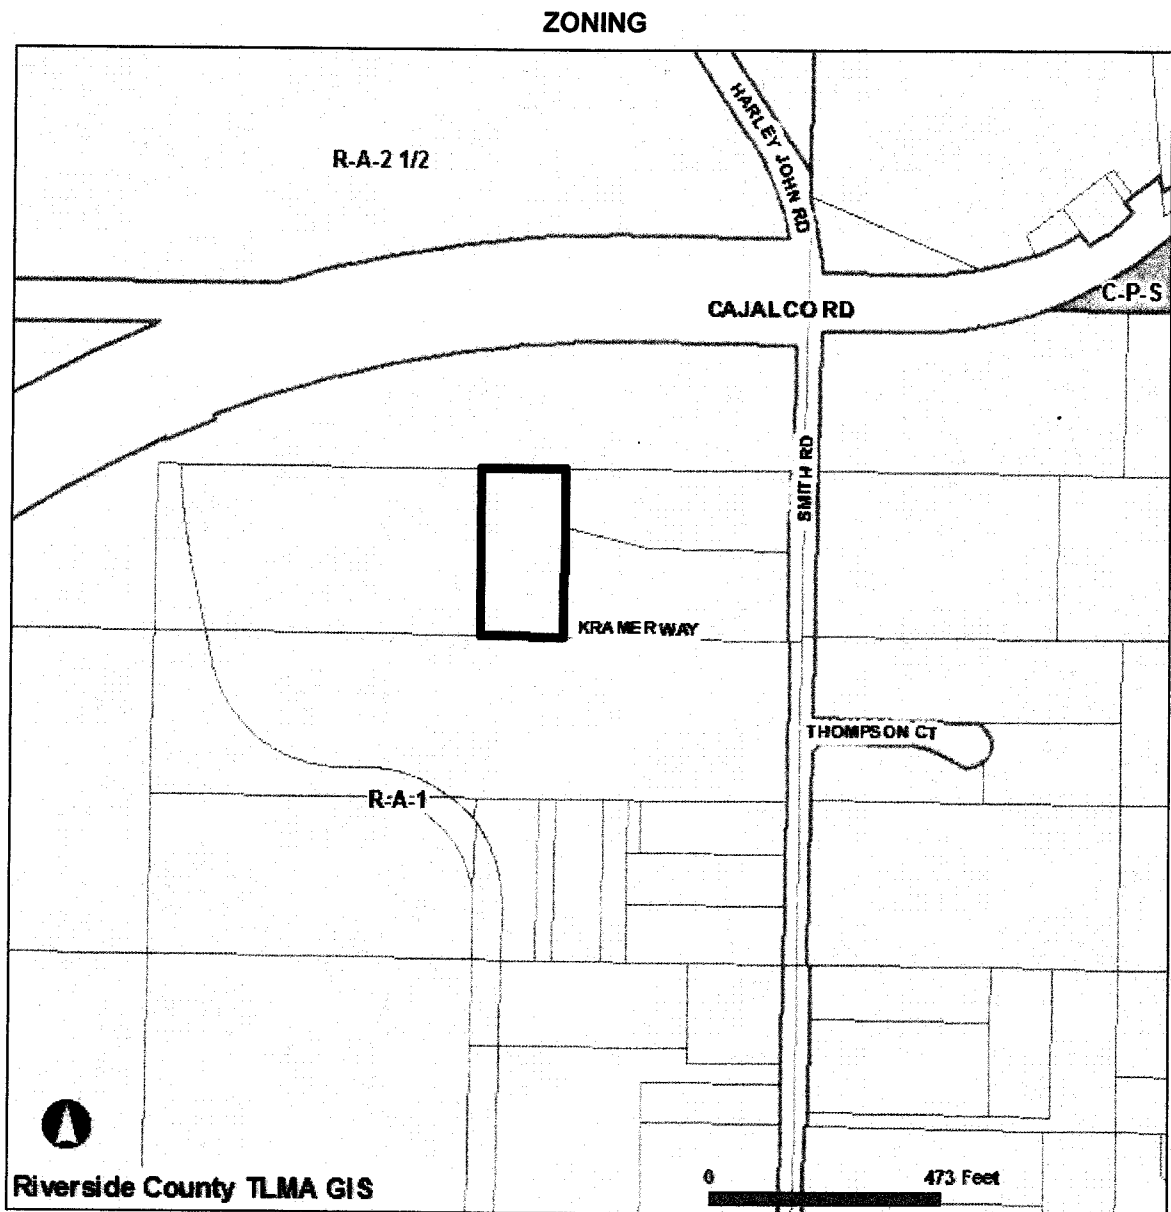 ZONING
HARLEY JOHN RD
R-A-2 1/2
C-P-S
CAJALCO RD
SMITH RD
KRAMER WAY
THOMPSON CT
R-A-1
Riverside County TLMA GIS
0 473 Feet